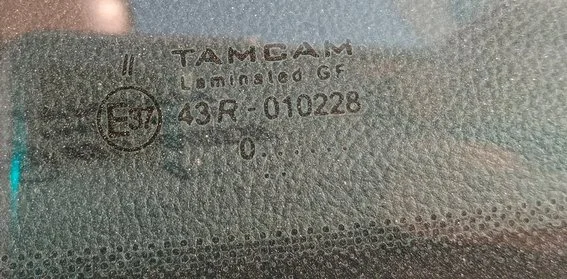 TAMCAM
II
Laminated GF
E37
43R-010228
0......
..